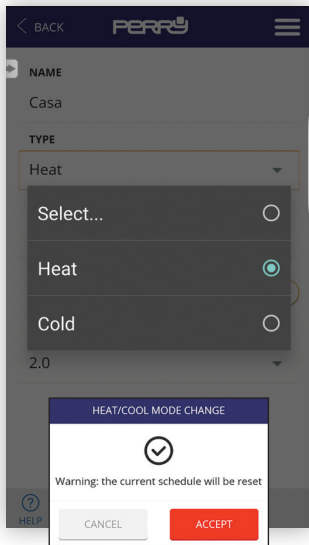 BACK
PERRY
NAME
Casa
TYPE
Heat
Select...
Heat
Cold
2.0
HEAT/COOL MODE CHANGE
Warning: the current schedule will be reset
CANCEL
ACCEPT
?
HELP